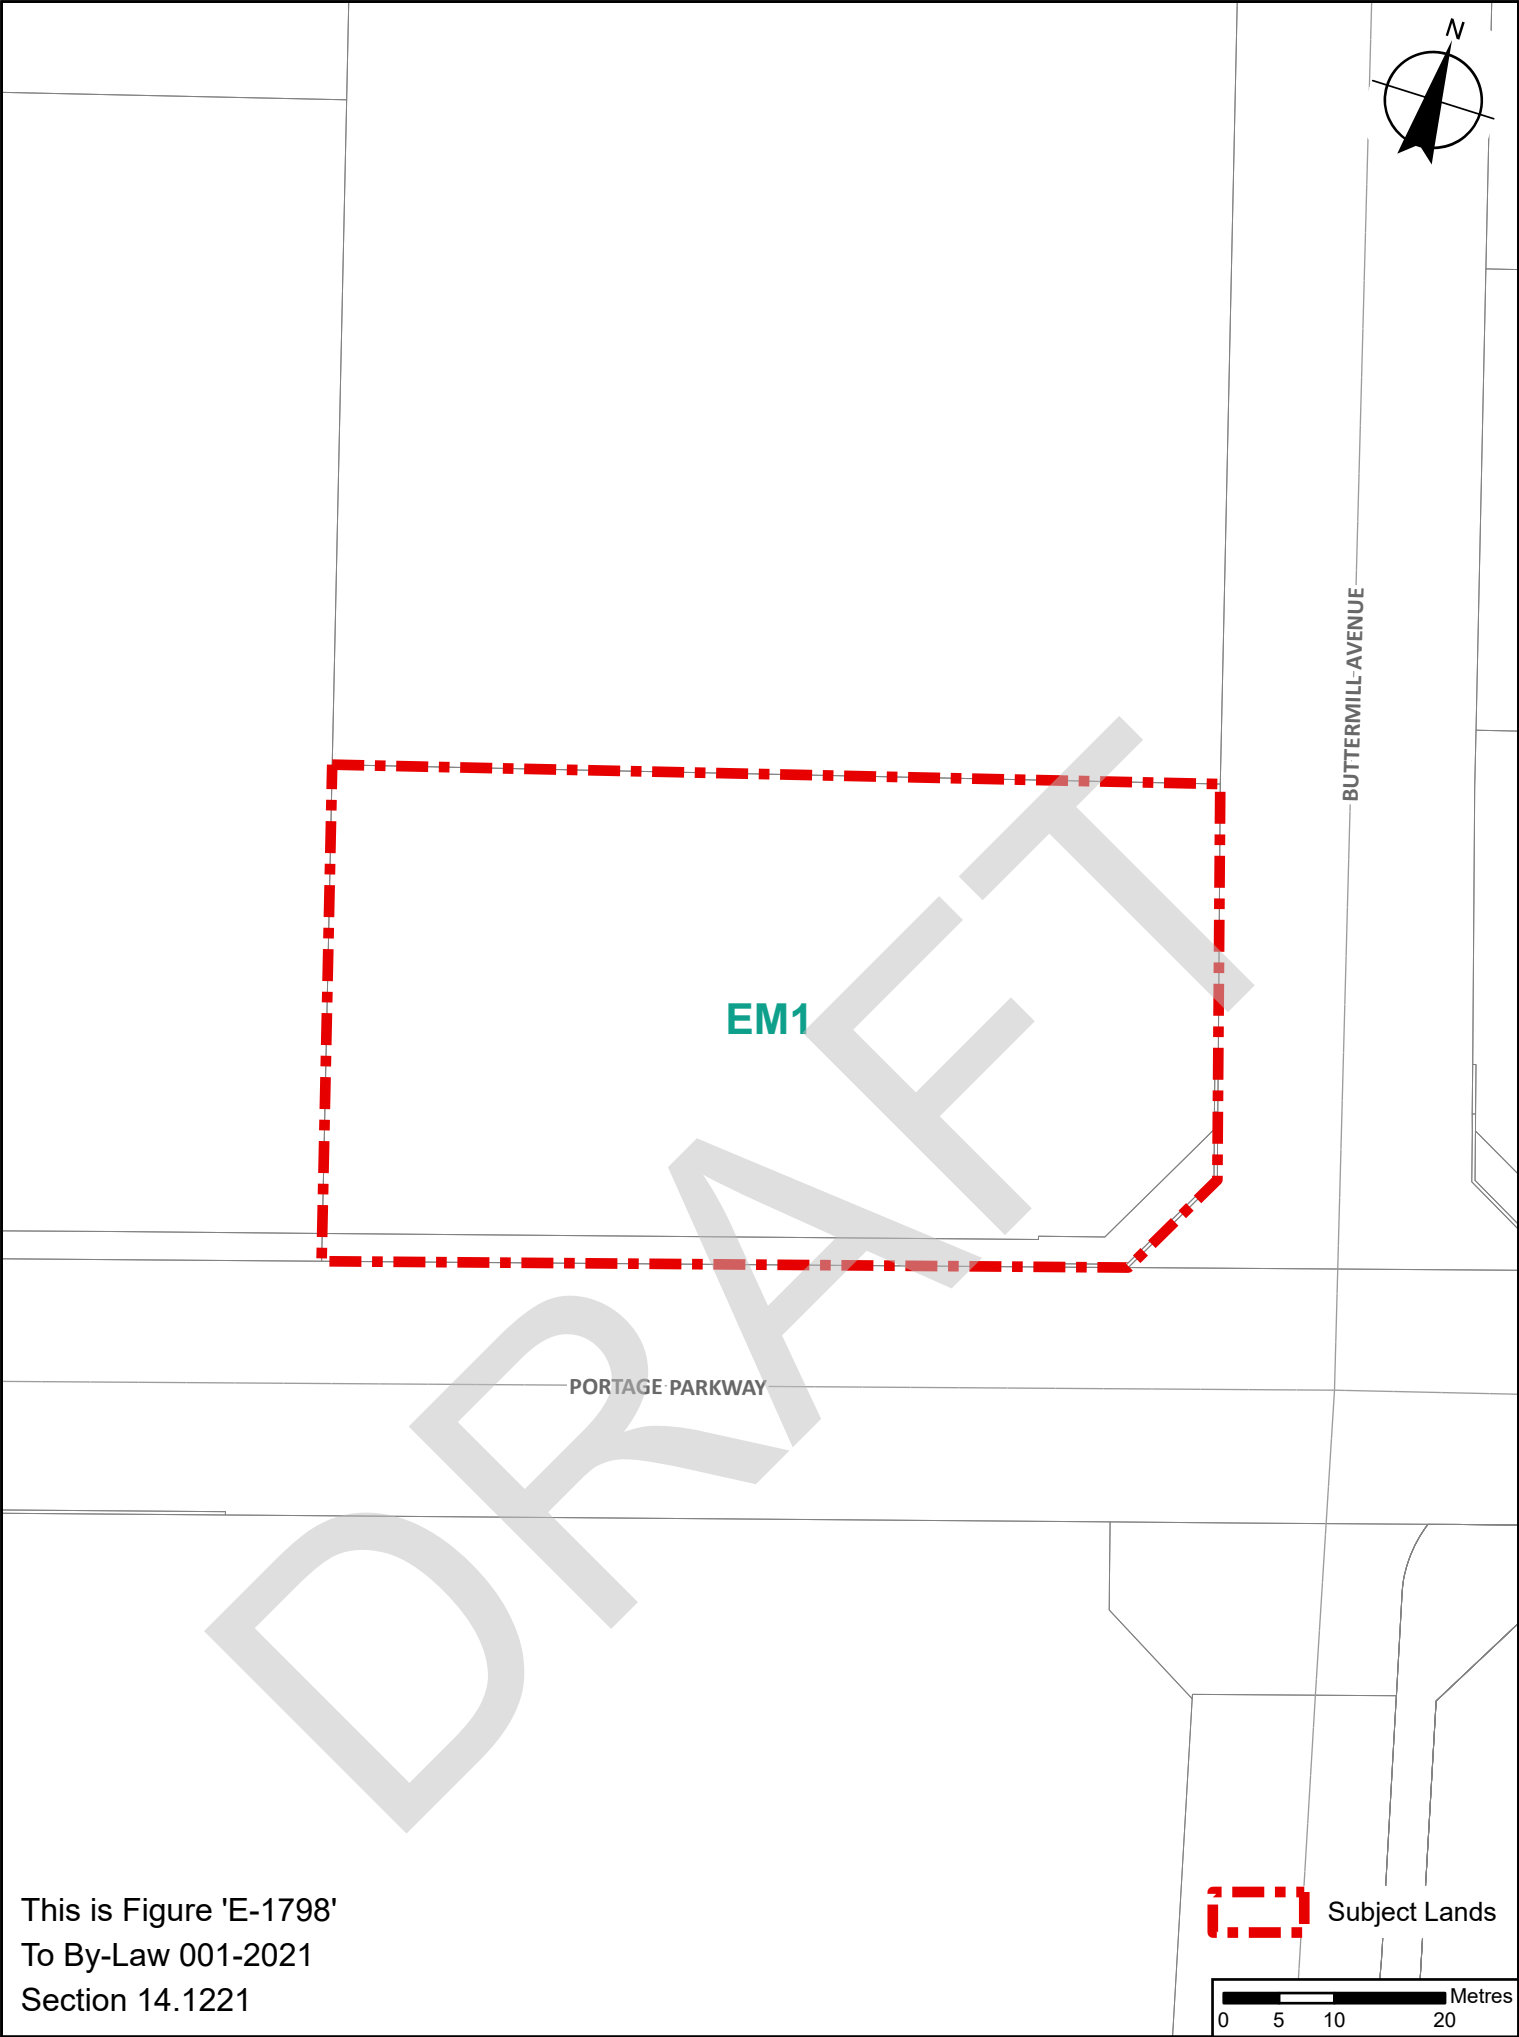 N
BUTTERMILL AVENUE
EM1
DRAFT
PORTAGE PARKWAY
This is Figure 'E-1798'
To By-Law 001-2021
Section 14.1221
Subject Lands
Metres
0 5 10 20